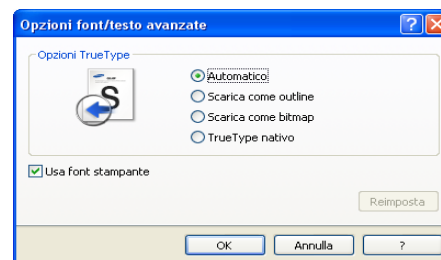 Opzioni font/testo avanzate
?
Opzioni TrueType
S
Automatico
Scarica come outline
Scarica come bitmap
TrueType nativo
Usa font stampante
Reimposta
OK
Annulla
?